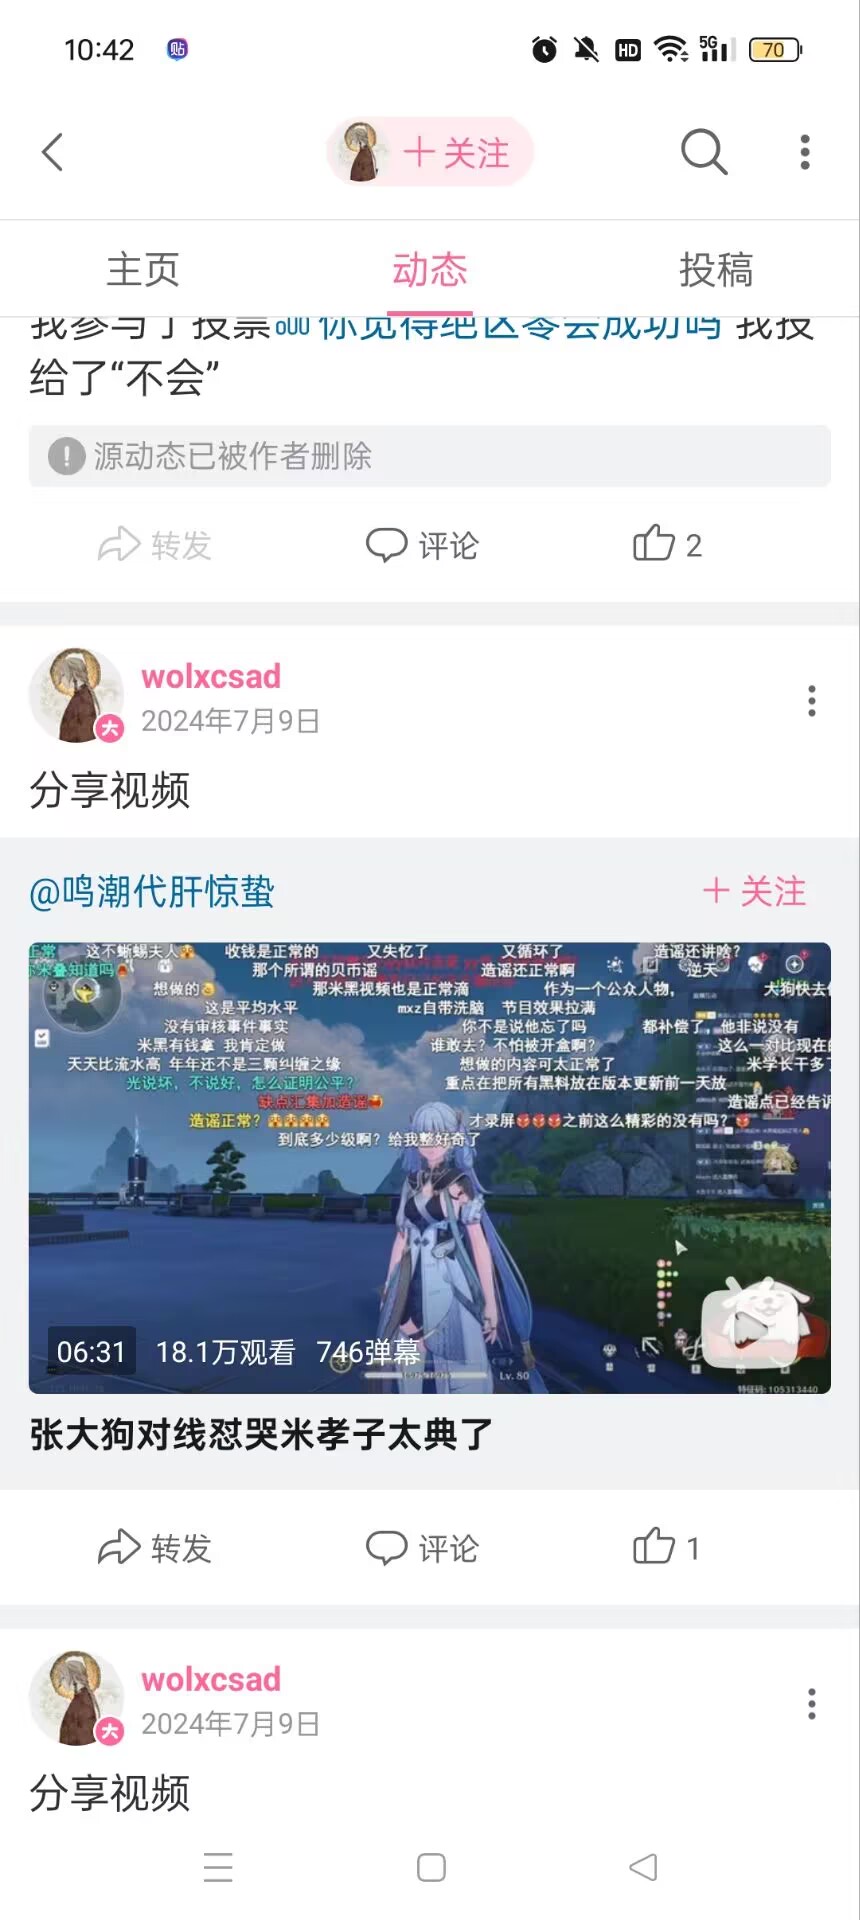 10:42
贴
HD
5G
70
+ 关注
主页
动态
投稿
我参与了投票 你觉得绝区零会成功吗 我投
给了“不会”
源动态已被作者删除
转发
评论
2
wolxcsad
大
2024年7月9日
分享视频
@鸣潮代肝惊蛰
+ 关注
正常
这不蜥蜴夫人
收钱是正常的
又失忆了
又循环了
造谣还讲啥?
那个所谓的贝币谣
造谣还正常啊
逆天
想做的
那米黑视频也是正常滴
作为一个公众人物,
大狗快去
这是平均水平
mxz自带洗脑
节目效果拉满
没有审核事件事实
你不是说他忘了吗
都补偿了，他非说没有
米黑有钱拿 我肯定做
谁敢去？不怕被开盒啊?
这么一对比现在
天天比流水高 年年还不是三颗纠缠之缘
想做的内容可太正常了
米学长干多了
光说坏，不说好，怎么证明公平?
重点在把所有黑料放在版本更新前一天放
缺点汇集加造谣
造谣点已经告诉
造谣正常?
才录屏
之前这么精彩的没有吗?
到底多少级啊？给我整好奇了
06:31
18.1万观看
746弹幕
Lv.80
特征码: 105313440
张大狗对线怼哭米孝子太典了
转发
评论
1
wolxcsad
大
2024年7月9日
分享视频